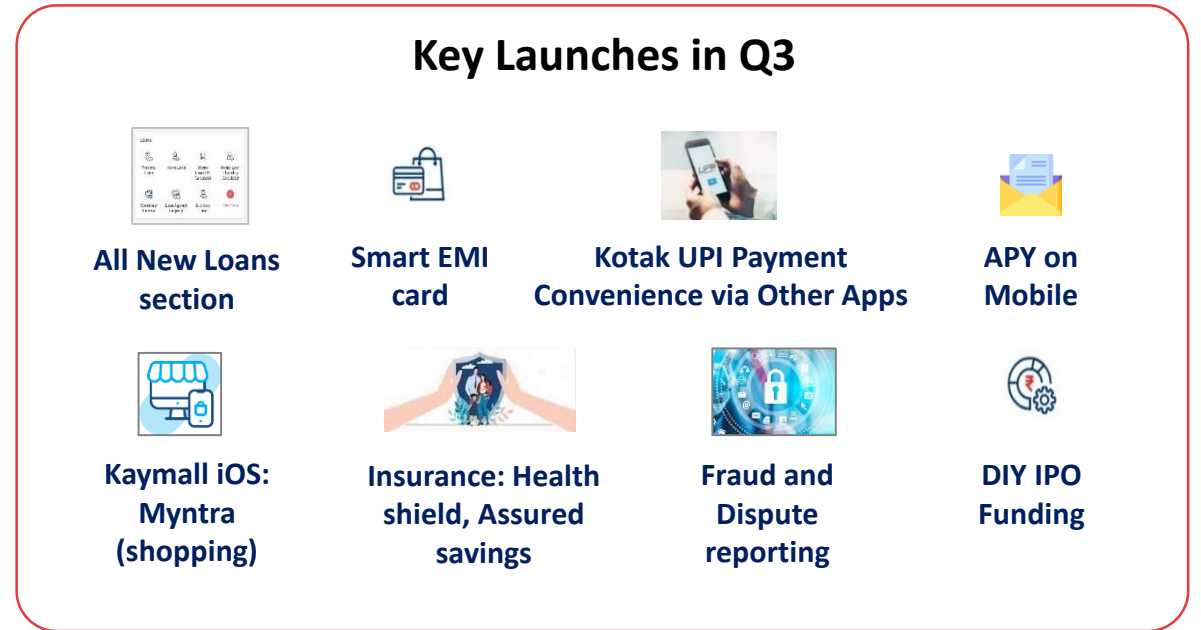 Key Launches in Q3
Loans
All New Loans
section
Smart EMI
card
Kotak UPI Payment
Convenience via Other Apps
APY on
Mobile
Kaymall iOS:
Myntra
(shopping)
Insurance: Health
shield, Assured
savings
Fraud and
Dispute
reporting
DIY IPO
Funding